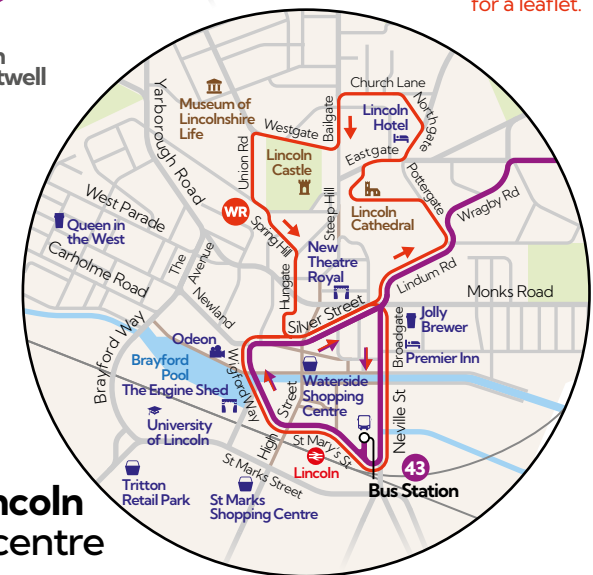 for a leaflet.
n
twell
Church Lane
Northgate
Bailgate
Lincoln
Hotel
Museum of
Lincolnshire
Life
Yarborough Road
Westgate
Eastgate
Union Rd
Lincoln
Castle
Pottergate
Steep Hill
Wragby Rd
Lincoln
Cathedral
West Parade
WR
Spring Hill
Queen in
the West
Carholme Road
The Avenue
New
Theatre
Royal
Hungate
Lindum Rd
Monks Road
Newland
Silver Street
Broadgate
Jolly
Brewer
Premier Inn
Brayford Way
Odeon
Brayford
Pool
Wigford Way
The Engine Shed
Waterside
Shopping
Centre
High Street
Neville St
University
of Lincoln
St Mary's St
Lincoln
43
Bus Station
St Marks Street
Tritton
Retail Park
St Marks
Shopping Centre
ncoln
centre